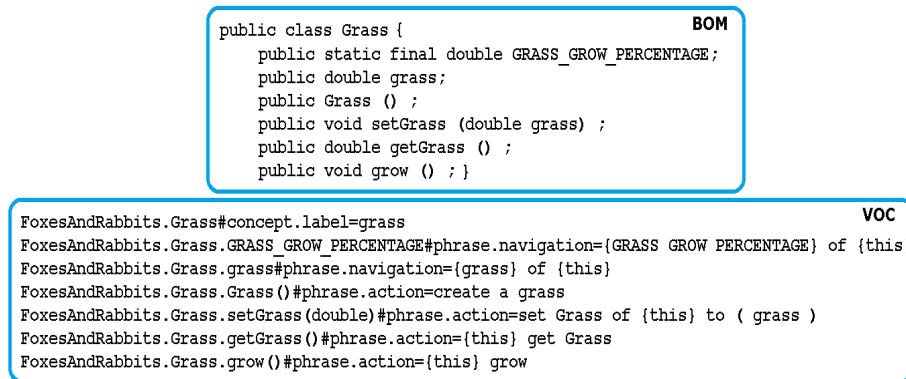 BOM
public class Grass {
public static final double GRASS_GROW_PERCENTAGE;
public double grass;
public Grass () ;
public void setGrass (double grass) ;
public double getGrass () ;
public void grow () ; }
VOC
FoxesAndRabbits.Grass#concept.label=grass
FoxesAndRabbits.Grass.GRASS_GROW_PERCENTAGE#phrase.navigation={GRASS GROW PERCENTAGE} of {this
FoxesAndRabbits.Grass.grass#phrase.navigation={grass} of {this}
FoxesAndRabbits.Grass.Grass()#phrase.action=create a grass
FoxesAndRabbits.Grass.setGrass(double)#phrase.action=set Grass of {this} to ( grass )
FoxesAndRabbits.Grass.getGrass()#phrase.action={this} get Grass
FoxesAndRabbits.Grass.grow()#phrase.action={this} grow